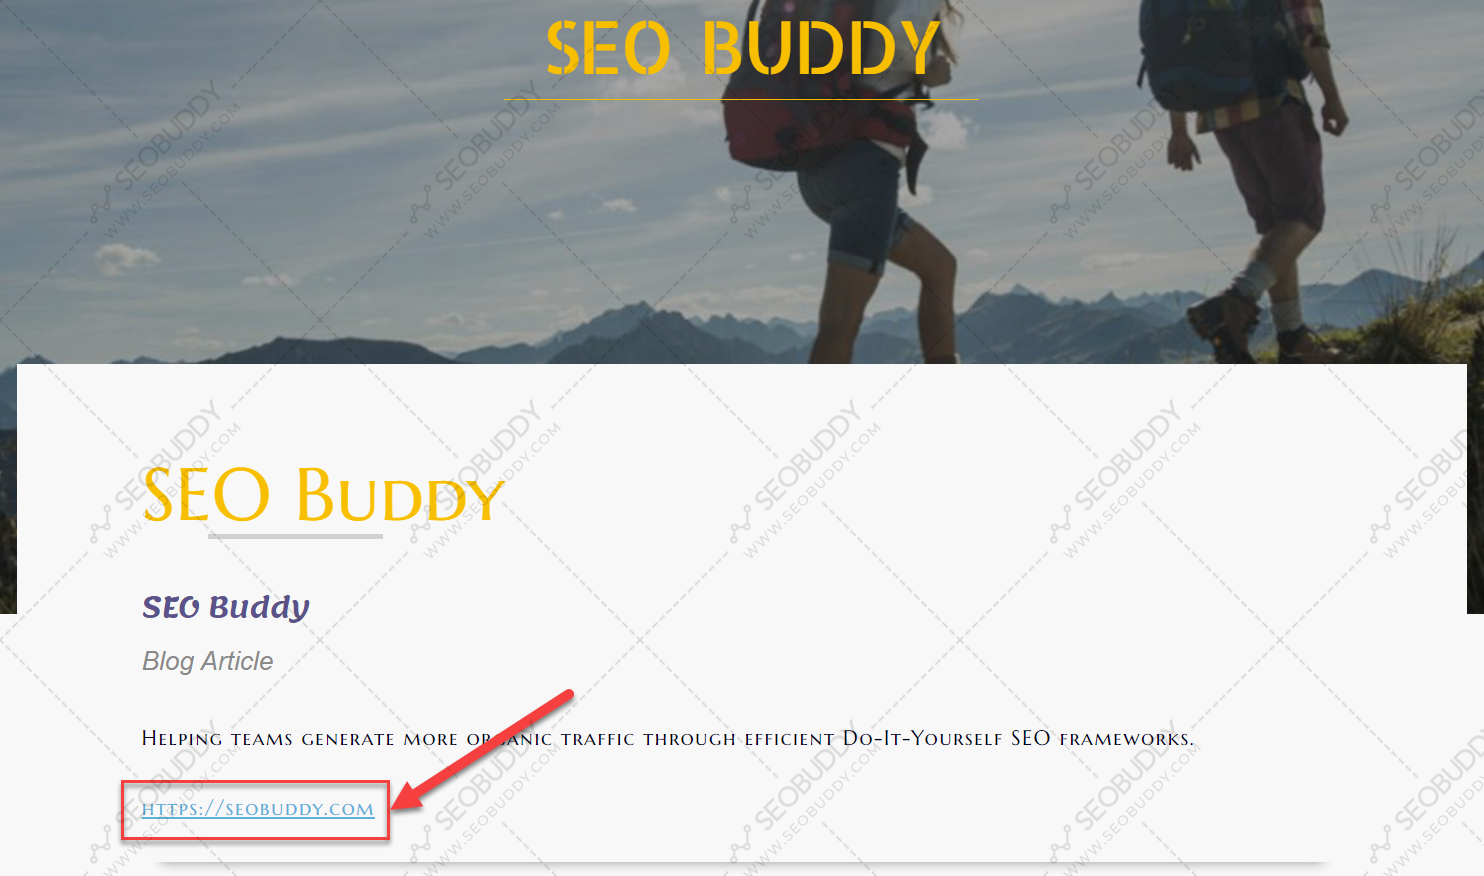 SEO BUDDY
SEO Buddy
SEO Buddy
Blog Article
Helping teams generate more organic traffic through efficient Do-It-Yourself SEO frameworks.
https://seobuddy.com
SEOBUDDY
WWW.SEOBUDDY.COM